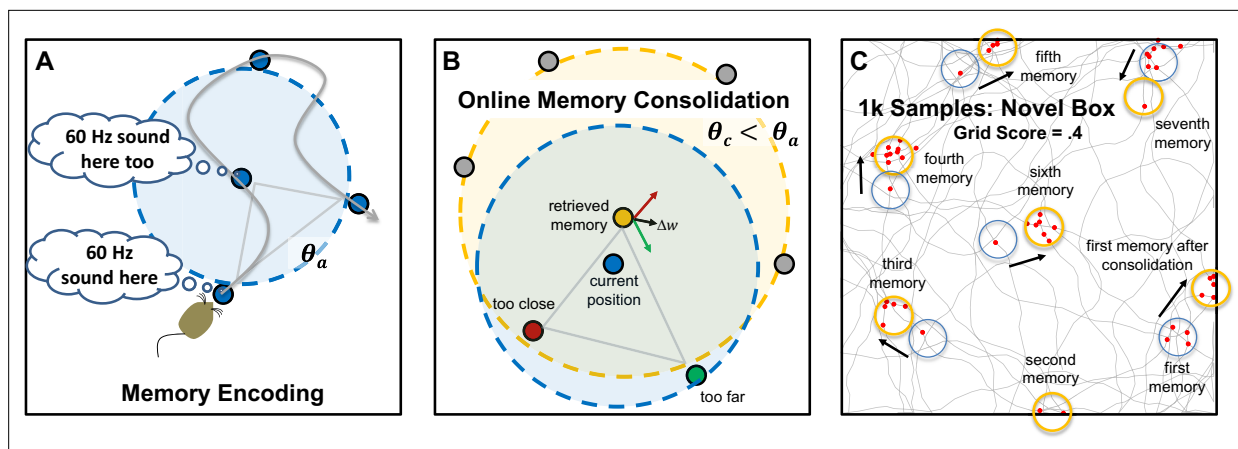 A
60 Hz sound
here too
60 Hz
sound here
θa
Memory Encoding
B
Online Memory Consolidation
θc < θa
retrieved
memory
Δw
current
position
too close
too far
C
fifth
memory
1k Samples: Novel Box
Grid Score = .4
seventh
memory
fourth
memory
sixth
memory
first memory after
consolidation
third
memory
second
memory
first
memory